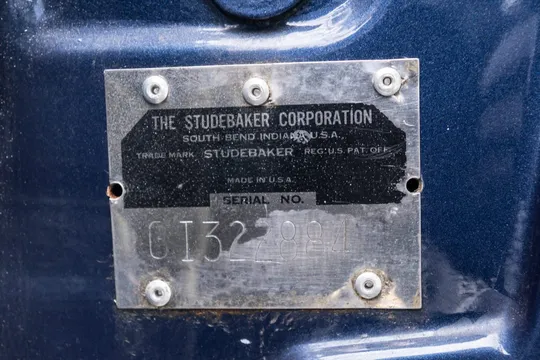 THE STUDEBAKER CORPORATION
SOUTH BEND INDIANA, U.S.A.,
TRADE MARK STUDEBAKER REG. U.S. PAT. OFF.
MADE IN U.S.A.
SERIAL NO.